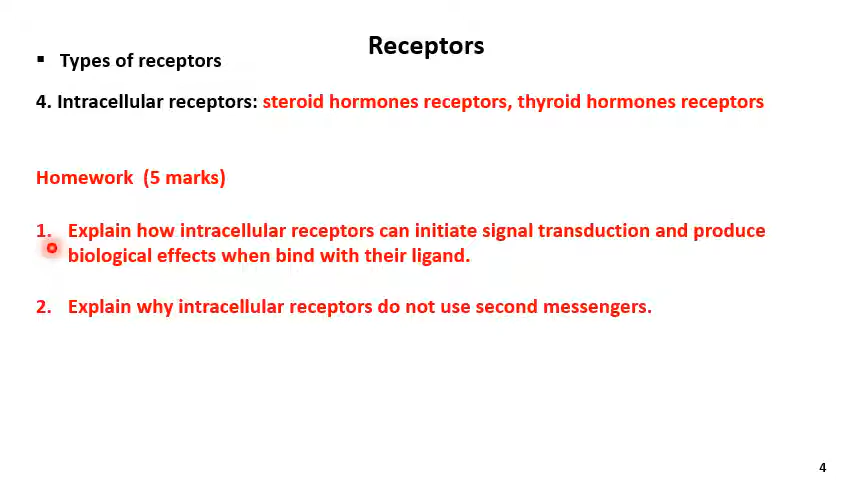 Receptors
▪ Types of receptors
4. Intracellular receptors: steroid hormones receptors, thyroid hormones receptors
Homework (5 marks)
1. Explain how intracellular receptors can initiate signal transduction and produce
biological effects when bind with their ligand.
2. Explain why intracellular receptors do not use second messengers.
4